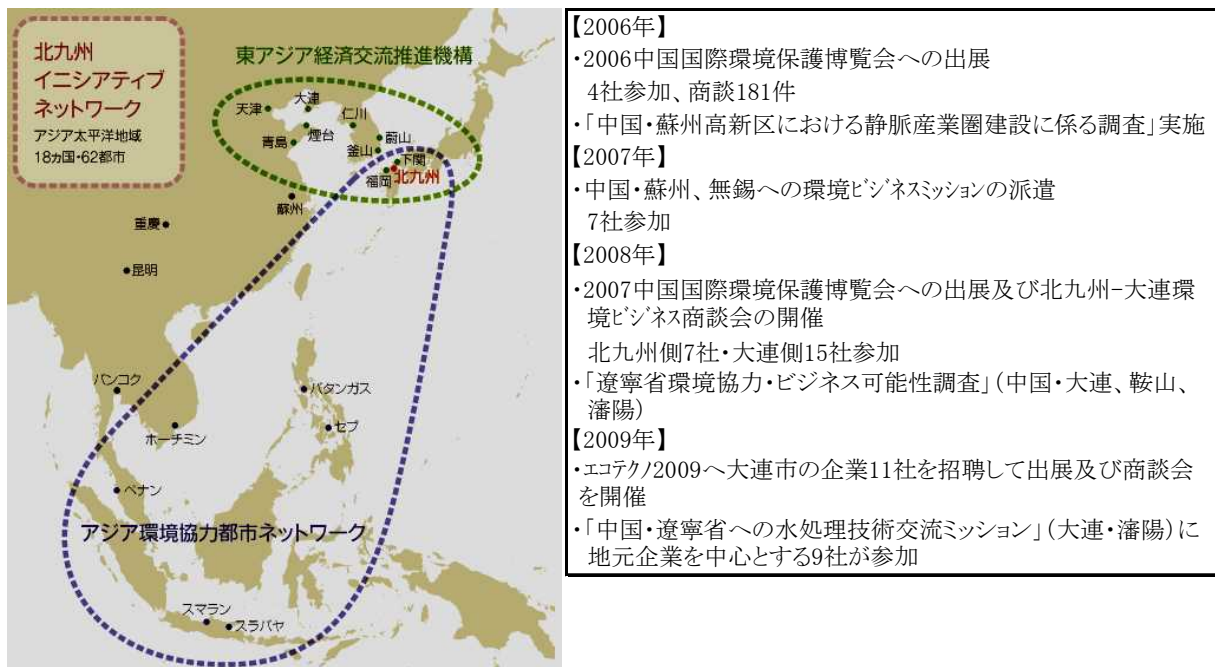 北九州
イニシアティブ
ネットワーク
アジア太平洋地域
18ヵ国・62都市
東アジア経済交流推進機構
天津
大連
仁川
青島
煙台
蔚山
釜山
下関
福岡
北九州
蘇州
重慶
昆明
バンコク
バタンガス
ホーチミン
セブ
ペナン
アジア環境協力都市ネットワーク
スマラン
スラバヤ
【2006年】
・2006中国国際環境保護博覧会への出展
4社参加、商談181件
・「中国・蘇州高新区における静脈産業圏建設に係る調査」実施
【2007年】
・中国・蘇州、無錫への環境ﾋﾞｼﾞﾈｽﾐｯｼｮﾝの派遣
7社参加
【2008年】
・2007中国国際環境保護博覧会への出展及び北九州−大連環
境ﾋﾞｼﾞﾈｽ商談会の開催
北九州側7社・大連側15社参加
・「遼寧省環境協力・ビジネス可能性調査」（中国・大連、鞍山、
瀋陽）
【2009年】
・ｴｺﾃｸﾉ2009へ大連市の企業11社を招聘して出展及び商談会
を開催
・「中国・遼寧省への水処理技術交流ミッション」（大連・瀋陽）に
地元企業を中心とする9社が参加